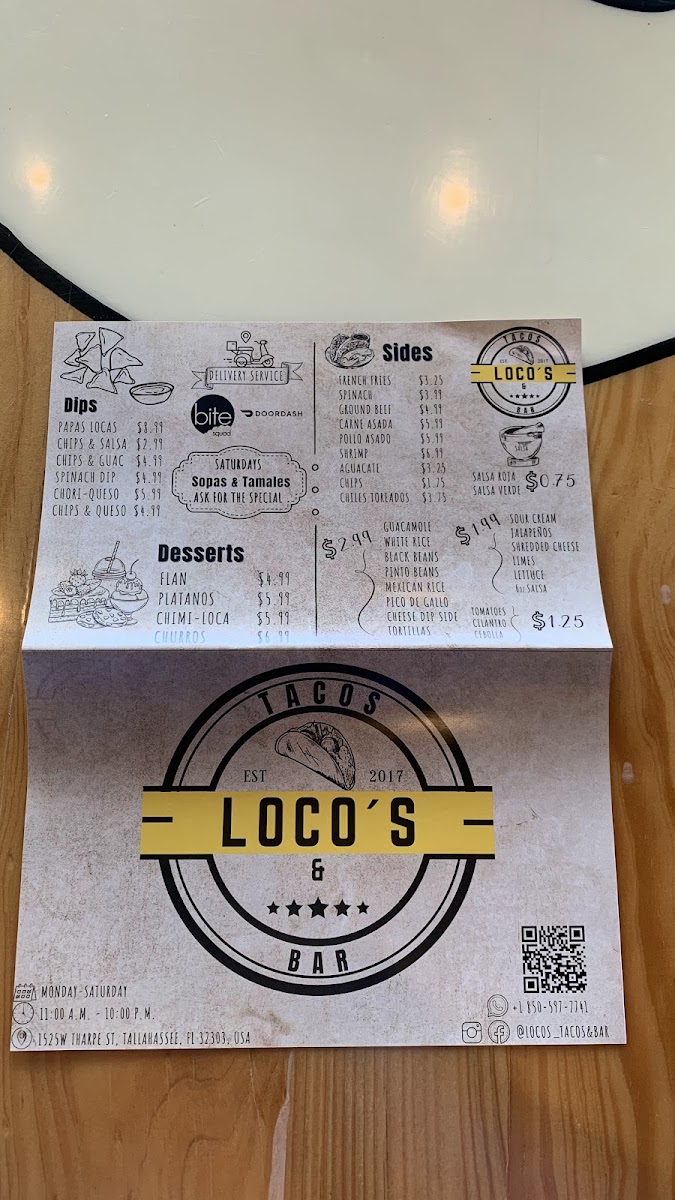 DELIVERY SERVICE
bite
squad
DOORDASH
Dips
PAPAS LOCAS $8.99
CHIPS & SALSA $2.99
CHIPS & GUAC $4.99
SPINACH DIP $4.99
CHORI-QUESO $5.99
CHIPS & QUESO $4.99
SATURDAYS
Sopas & Tamales
ASK FOR THE SPECIAL
Desserts
FLAN $4.99
PLATANOS $5.99
CHIMI-LOCA $5.99
CHURROS $6.99
Sides
FRENCH FRIES $3.25
SPINACH $3.99
GROUND BEEF $4.99
CARNE ASADA $5.99
POLLO ASADO $5.99
SHRIMP $6.99
AGUACATE $3.25
CHIPS $1.75
CHILES TOREADOS $3.75
TACOS
EST 2017
LOCO´S
&
BAR
SALSA
SALSA ROJA
SALSA VERDE
$0.75
$2.99
GUACAMOLE
WHITE RICE
BLACK BEANS
PINTO BEANS
MEXICAN RICE
PICO DE GALLO
CHEESE DIP SIDE
TORTILLAS
$1.99
SOUR CREAM
JALAPEÑOS
SHREDDED CHEESE
LIMES
LETTUCE
6oz SALSA
TOMATOES
CILANTRO
CEBOLLA
$1.25
TACOS
EST 2017
LOCO´S
&
BAR
MONDAY-SATURDAY
11:00 A.M. - 10:00 P.M.
1525W THARPE ST, TALLAHASSEE, FL 32303, USA
+1 850-597-7741
@LOCOS_TACOS&BAR